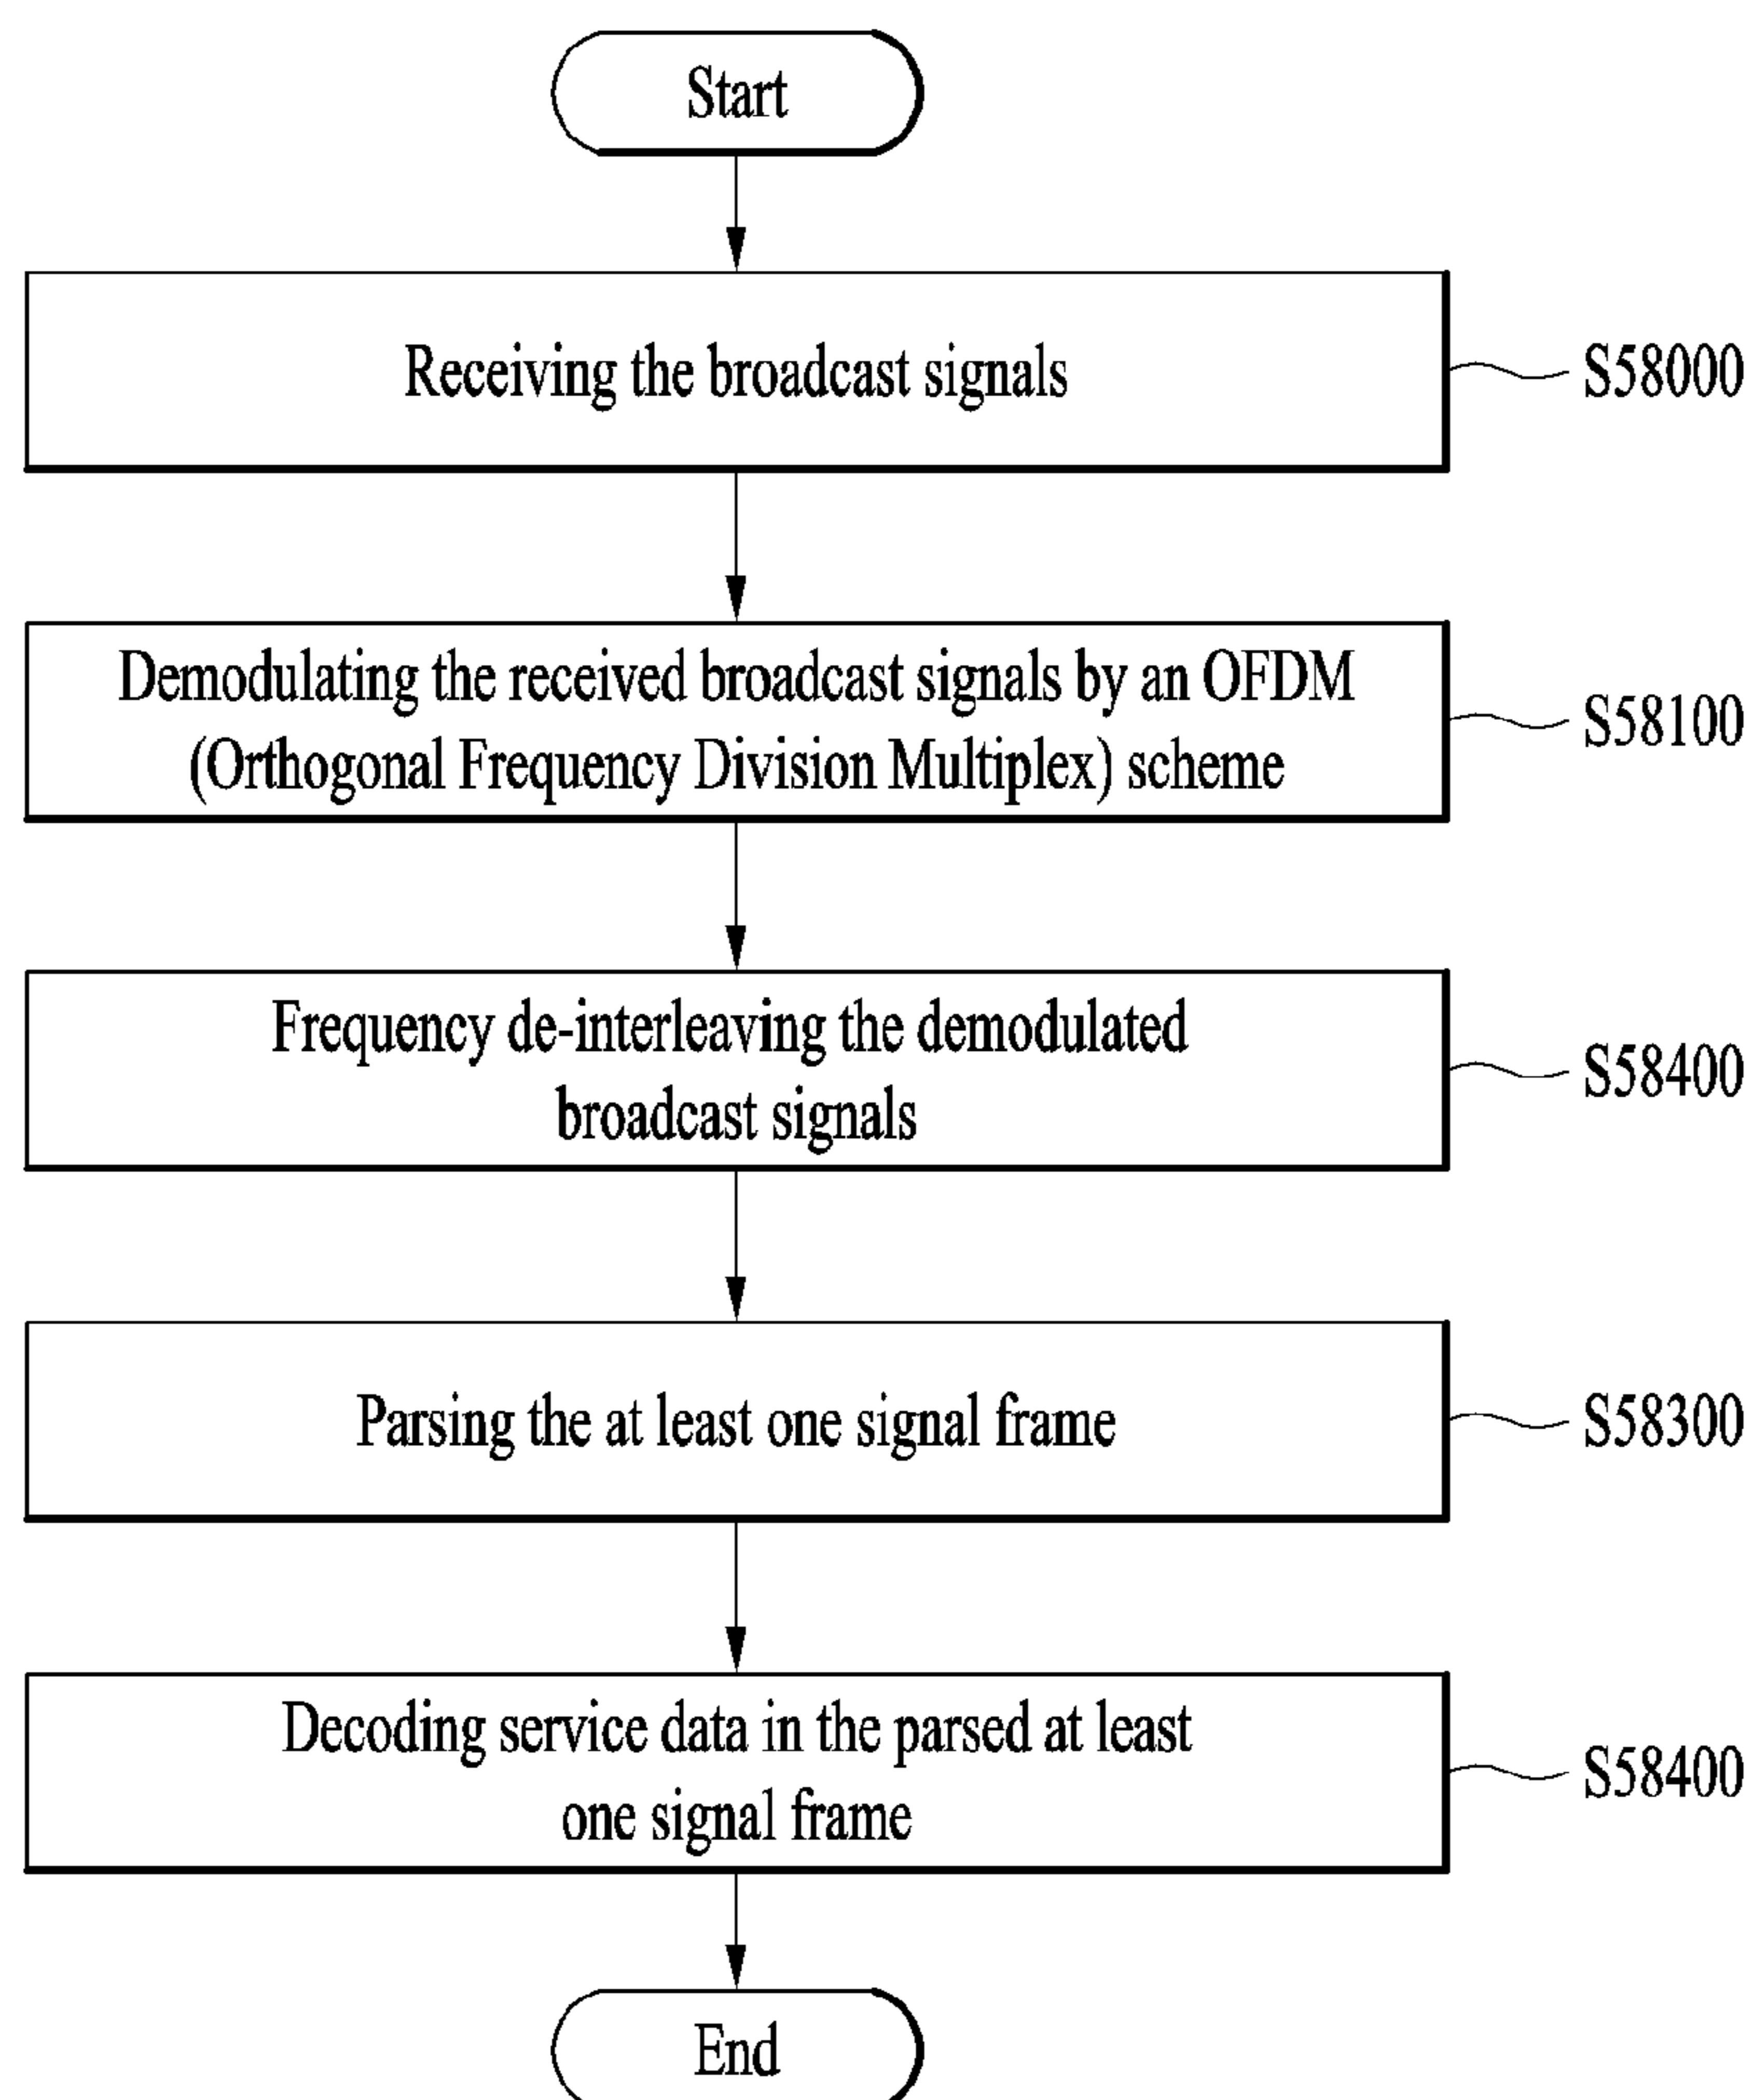 Start
Receiving the broadcast signals
S58000
Demodulating the received broadcast signals by an OFDM
(Orthogonal Frequency Division Multiplex) scheme
S58100
Frequency de-interleaving the demodulated
broadcast signals
S58400
Parsing the at least one signal frame
S58300
Decoding service data in the parsed at least
one signal frame
S58400
End